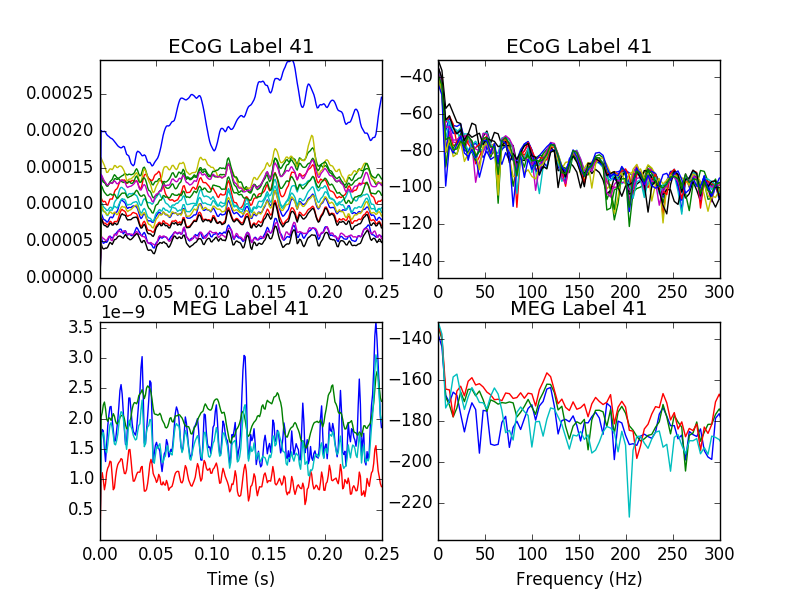 ECoG Label 41
0.00025
0.00020
0.00015
0.00010
0.00005
0.00000
0.00 0.05 0.10 0.15 0.20 0.25
ECoG Label 41
−40
−60
−80
−100
−120
−140
0 50 100 150 200 250 300
MEG Label 41
1e−9
3.5
3.0
2.5
2.0
1.5
1.0
0.5
0.00 0.05 0.10 0.15 0.20 0.25
Time (s)
MEG Label 41
−140
−160
−180
−200
−220
0 50 100 150 200 250 300
Frequency (Hz)